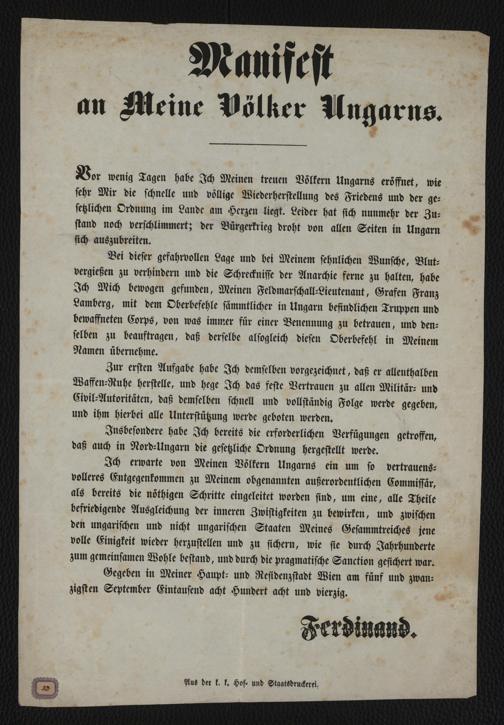 Manifest
an Meine Völker Ungarns.
Vor wenig Tagen habe Ich Meinen treuen Völkern Ungarns eröffnet, wie
sehr Mir die schnelle und völlige Wiederherstellung des Friedens und der ge-
setzlichen Ordnung im Lande am Herzen liegt. Leider hat sich nunmehr der Zu-
stand noch verschlimmert; der Bürgerkrieg droht von allen Seiten in Ungarn
sich auszubreiten.
Bei dieser gefahrvollen Lage und bei Meinem sehnlichen Wunsche, Blut-
vergießen zu verhindern und die Schrecknisse der Anarchie ferne zu halten, habe
Ich Mich bewogen gefunden, Meinen Feldmarschall-Lieutenant, Grafen Franz
Lamberg, mit dem Oberbefehle sämmtlicher in Ungarn befindlichen Truppen und
bewaffneten Corps, von was immer für einer Benennung zu betrauen, und den-
selben zu beauftragen, daß derselbe alsogleich diesen Oberbefehl in Meinem
Namen übernehme.
Zur ersten Aufgabe habe Ich demselben vorgezeichnet, daß er allenthalben
Waffen-Ruhe herstelle, und hege Ich das feste Vertrauen zu allen Militär- und
Civil-Autoritäten, daß demselben schnell und vollständig Folge werde gegeben,
und ihm hierbei alle Unterstützung werde geboten werden.
Insbesondere habe Ich bereits die erforderlichen Verfügungen getroffen,
daß auch in Nord-Ungarn die gesetzliche Ordnung hergestellt werde.
Ich erwarte von Meinen Völkern Ungarns ein um so vertrauens-
volleres Entgegenkommen zu Meinem obgenannten außerordentlichen Commissär,
als bereits die nöthigen Schritte eingeleitet worden sind, um eine, alle Theile
befriedigende Ausgleichung der inneren Zwistigkeiten zu bewirken, und zwischen
den ungarischen und nicht ungarischen Staaten Meines Gesammtreiches jene
volle Einigkeit wieder herzustellen und zu sichern, wie sie durch Jahrhunderte
zum gemeinsamen Wohle bestand, und durch die pragmatische Sanction gesichert war.
Gegeben in Meiner Haupt- und Residenzstadt Wien am fünf und zwan-
zigsten September Eintausend acht Hundert acht und vierzig.
Ferdinand.
Aus der k. k. Hof- und Staatsdruckerei.